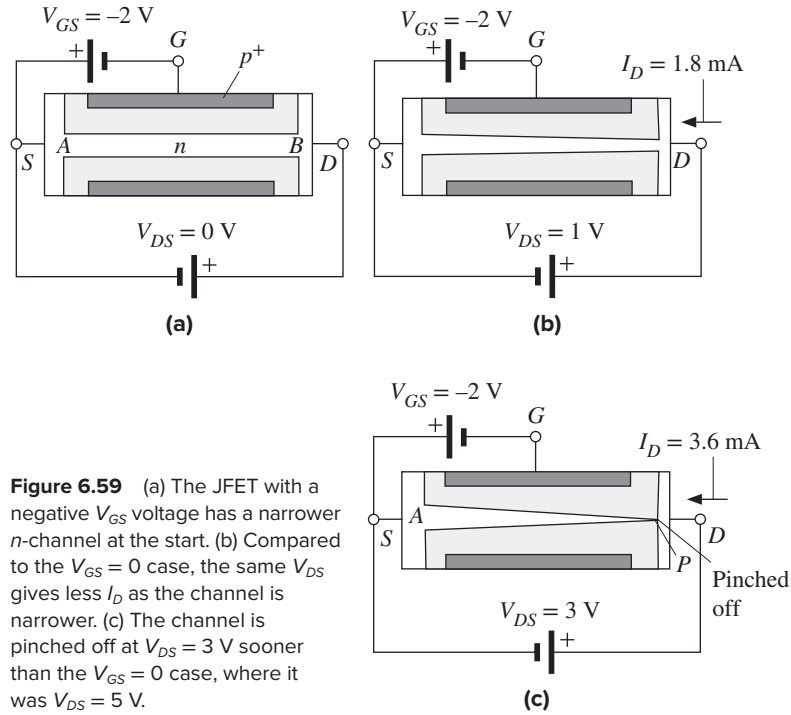 V_GS = –2 V
+
G
p+
S
A
n
B
D
V_DS = 0 V
+
(a)
V_GS = –2 V
+
G
I_D = 1.8 mA
S
D
V_DS = 1 V
+
(b)
V_GS = –2 V
+
G
I_D = 3.6 mA
S
A
D
P
Pinched
off
V_DS = 3 V
+
(c)
Figure 6.59 (a) The JFET with a
negative V_GS voltage has a narrower
n-channel at the start. (b) Compared
to the V_GS = 0 case, the same V_DS
gives less I_D as the channel is
narrower. (c) The channel is
pinched off at V_DS = 3 V sooner
than the V_GS = 0 case, where it
was V_DS = 5 V.